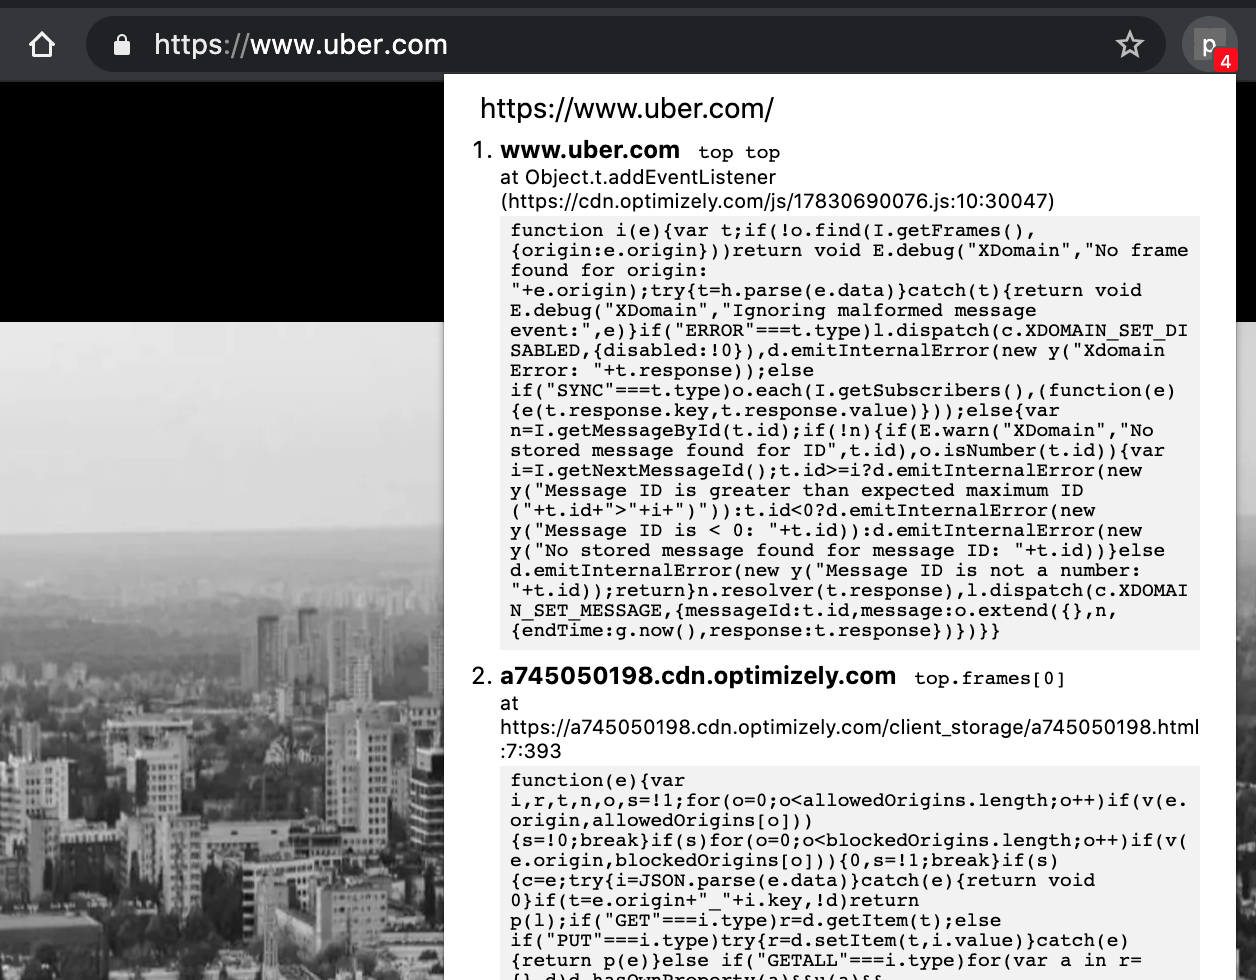 https://www.uber.com
p
4
https://www.uber.com/
1. www.uber.com top top
at Object.t.addEventListener
(https://cdn.optimizely.com/js/17830690076.js:10:30047)
function i(e){var t;if(!o.find(I.getFrames(),
{origin:e.origin}))return void E.debug("XDomain","No frame
found for origin:
"+e.origin);try{t=h.parse(e.data)}catch(t){return void
E.debug("XDomain","Ignoring malformed message
event:",e)}if("ERROR"===t.type)l.dispatch(c.XDOMAIN_SET_DI
SABLED,{disabled:!0}),d.emitInternalError(new y("Xdomain
Error: "+t.response));else
if("SYNC"===t.type)o.each(I.getSubscribers(),(function(e)
{e(t.response.key,t.response.value)}));else{var
n=I.getMessageById(t.id);if(!n){if(E.warn("XDomain","No
stored message found for ID",t.id),o.isNumber(t.id)){var
i=I.getNextMessageId();t.id>=i?d.emitInternalError(new
y("Message ID is greater than expected maximum ID
("+t.id+">"+i+")")):t.id<0?d.emitInternalError(new
y("Message ID is < 0: "+t.id)):d.emitInternalError(new
y("No stored message found for message ID: "+t.id))}else
d.emitInternalError(new y("Message ID is not a number:
"+t.id));return}n.resolver(t.response),l.dispatch(c.XDOMAI
N_SET_MESSAGE,{messageId:t.id,message:o.extend({},n,
{endTime:g.now(),response:t.response})})}}
2. a745050198.cdn.optimizely.com top.frames[0]
at
https://a745050198.cdn.optimizely.com/client_storage/a745050198.html
:7:393
function(e){var
i,r,t,n,o,s=!1;for(o=0;o<allowedOrigins.length;o++)if(v(e.
origin,allowedOrigins[o]))
{s=!0;break}if(s)for(o=0;o<blockedOrigins.length;o++)if(v(
e.origin,blockedOrigins[o])){0,s=!1;break}if(s)
{c=e;try{i=JSON.parse(e.data)}catch(e){return void
0}if(t=e.origin+"_"+i.key,!d)return
p(l);if("GET"===i.type)r=d.getItem(t);else
if("PUT"===i.type)try{r=d.setItem(t,i.value)}catch(e)
{return p(e)}else if("GETALL"===i.type)for(var a in r=